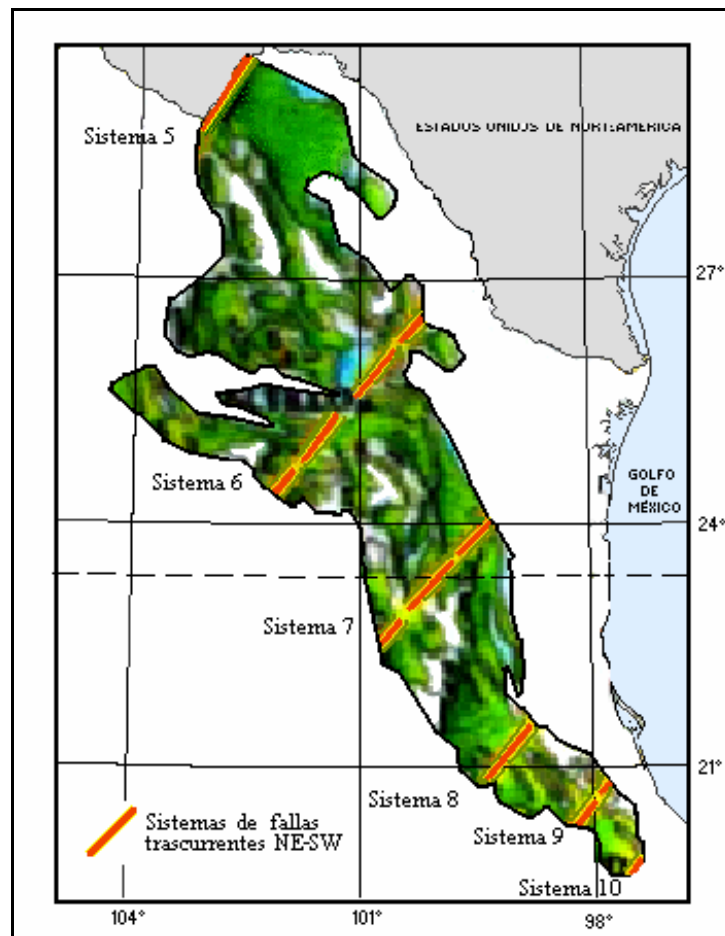 Sistema 5
ESTADOS UNIDOS DE NORTEAMERICA
27°
Sistema 6
GOLFO
DE
MÉXICO
24°
Sistema 7
21°
Sistema 8
Sistema 9
Sistemas de fallas
trascurrentes NE-SW
Sistema 10
104°
101°
98°